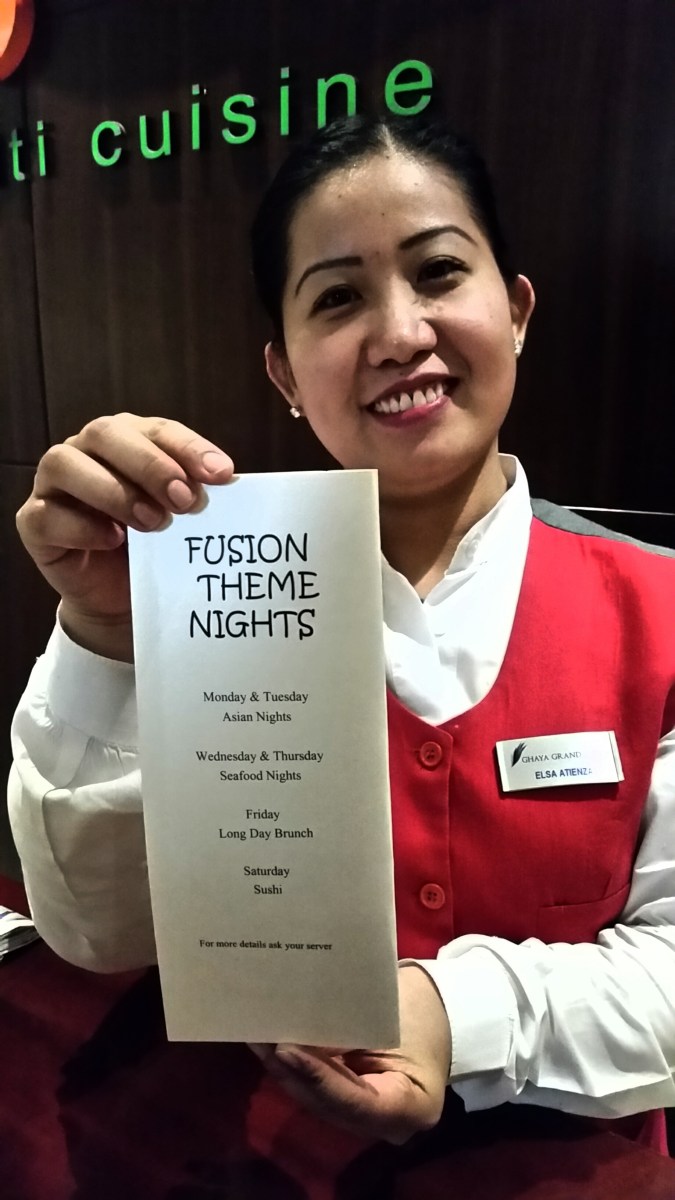 ti cuisine
FUSION
THEME
NIGHTS
Monday & Tuesday
Asian Nights
Wednesday & Thursday
Seafood Nights
Friday
Long Day Brunch
Saturday
Sushi
For more details ask your server
GHAYA GRAND
ELSA ATIENZA